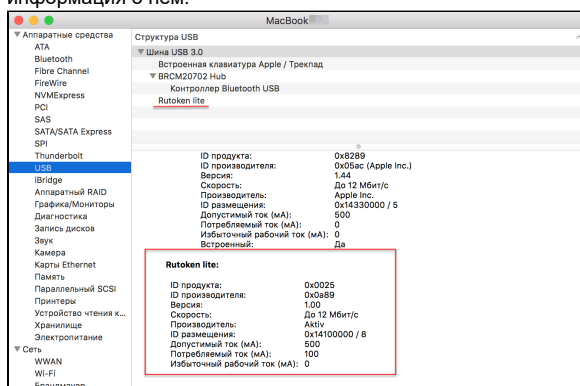 MacBook
Аппаратные средства
ATA
Bluetooth
Fibre Channel
FireWire
NVMExpress
PCI
SAS
SATA/SATA Express
SPI
Thunderbolt
USB
iBridge
Аппаратный RAID
Графика/Мониторы
Диагностика
Запись дисков
Звук
Камера
Карты Ethernet
Память
Параллельный SCSI
Принтеры
Устройство чтения к...
Хранилище
Электропитание
Сеть
WWAN
Wi-Fi
Структура USB
Шина USB 3.0
Встроенная клавиатура Apple / Трекпад
BRCM20702 Hub
Контроллер Bluetooth USB
Rutoken lite
ID продукта: 0x8289
ID производителя: 0x05ac (Apple Inc.)
Версия: 1.44
Скорость: До 12 Мбит/с
Производитель: Apple Inc.
ID размещения: 0x14330000 / 5
Допустимый ток (мА): 500
Потребляемый ток (мА): 0
Избыточный рабочий ток (мА): 0
Встроенный: Да
Rutoken lite:
ID продукта: 0x0025
ID производителя: 0x0a89
Версия: 1.00
Скорость: До 12 Мбит/с
Производитель: Aktiv
ID размещения: 0x14100000 / 8
Допустимый ток (мА): 500
Потребляемый ток (мА): 100
Избыточный рабочий ток (мА): 0